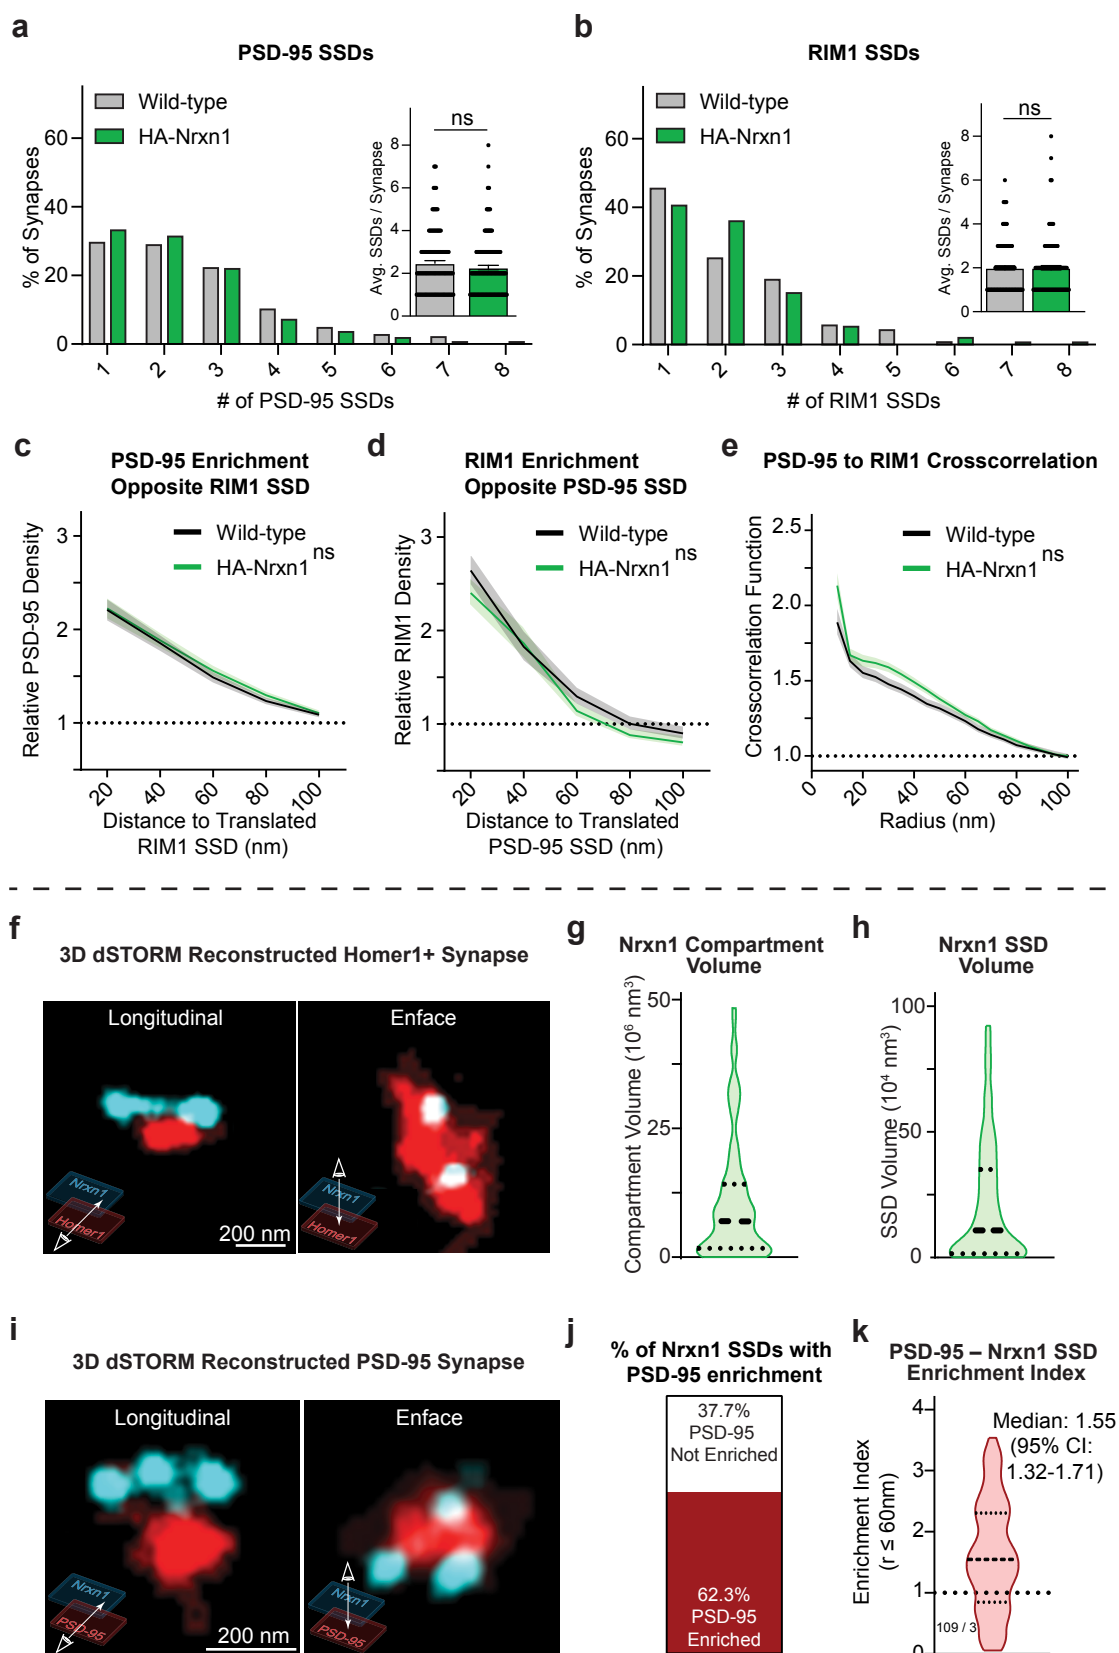 a
PSD-95 SSDs
Wild-type
HA-Nrxn1
% of Synapses
60
40
20
0
1 2 3 4 5 6 7 8
# of PSD-95 SSDs
ns
Avg. SSDs / Synapse
8
6
4
2
0
b
RIM1 SSDs
Wild-type
HA-Nrxn1
% of Synapses
60
40
20
0
1 2 3 4 5 6 7 8
# of RIM1 SSDs
ns
Avg. SSDs / Synapse
8
6
4
2
0
c
PSD-95 Enrichment
Opposite RIM1 SSD
Wild-type
HA-Nrxn1
ns
Relative PSD-95 Density
3
2
1
20 40 60 80 100
Distance to Translated
RIM1 SSD (nm)
d
RIM1 Enrichment
Opposite PSD-95 SSD
Wild-type
HA-Nrxn1
ns
Relative RIM1 Density
3
2
1
20 40 60 80 100
Distance to Translated
PSD-95 SSD (nm)
e
PSD-95 to RIM1 Crosscorrelation
Wild-type
HA-Nrxn1
ns
Crosscorrelation Function
2.5
2.0
1.5
1.0
0 20 40 60 80 100
Radius (nm)
f
3D dSTORM Reconstructed Homer1+ Synapse
Longitudinal
Nrxn1
Homer1
200 nm
Enface
Nrxn1
Homer1
g
Nrxn1 Compartment
Volume
Compartment Volume (10⁶ nm³)
50
25
0
h
Nrxn1 SSD
Volume
SSD Volume (10⁴ nm³)
100
50
0
i
3D dSTORM Reconstructed PSD-95 Synapse
Longitudinal
Nrxn1
PSD-95
200 nm
Enface
Nrxn1
PSD-95
j
% of Nrxn1 SSDs with
PSD-95 enrichment
37.7%
PSD-95
Not Enriched
62.3%
PSD-95
Enriched
k
PSD-95 – Nrxn1 SSD
Enrichment Index
Median: 1.55
(95% CI:
1.32-1.71)
Enrichment Index
(r ≤ 60nm)
4
3
2
1
0
109 / 3